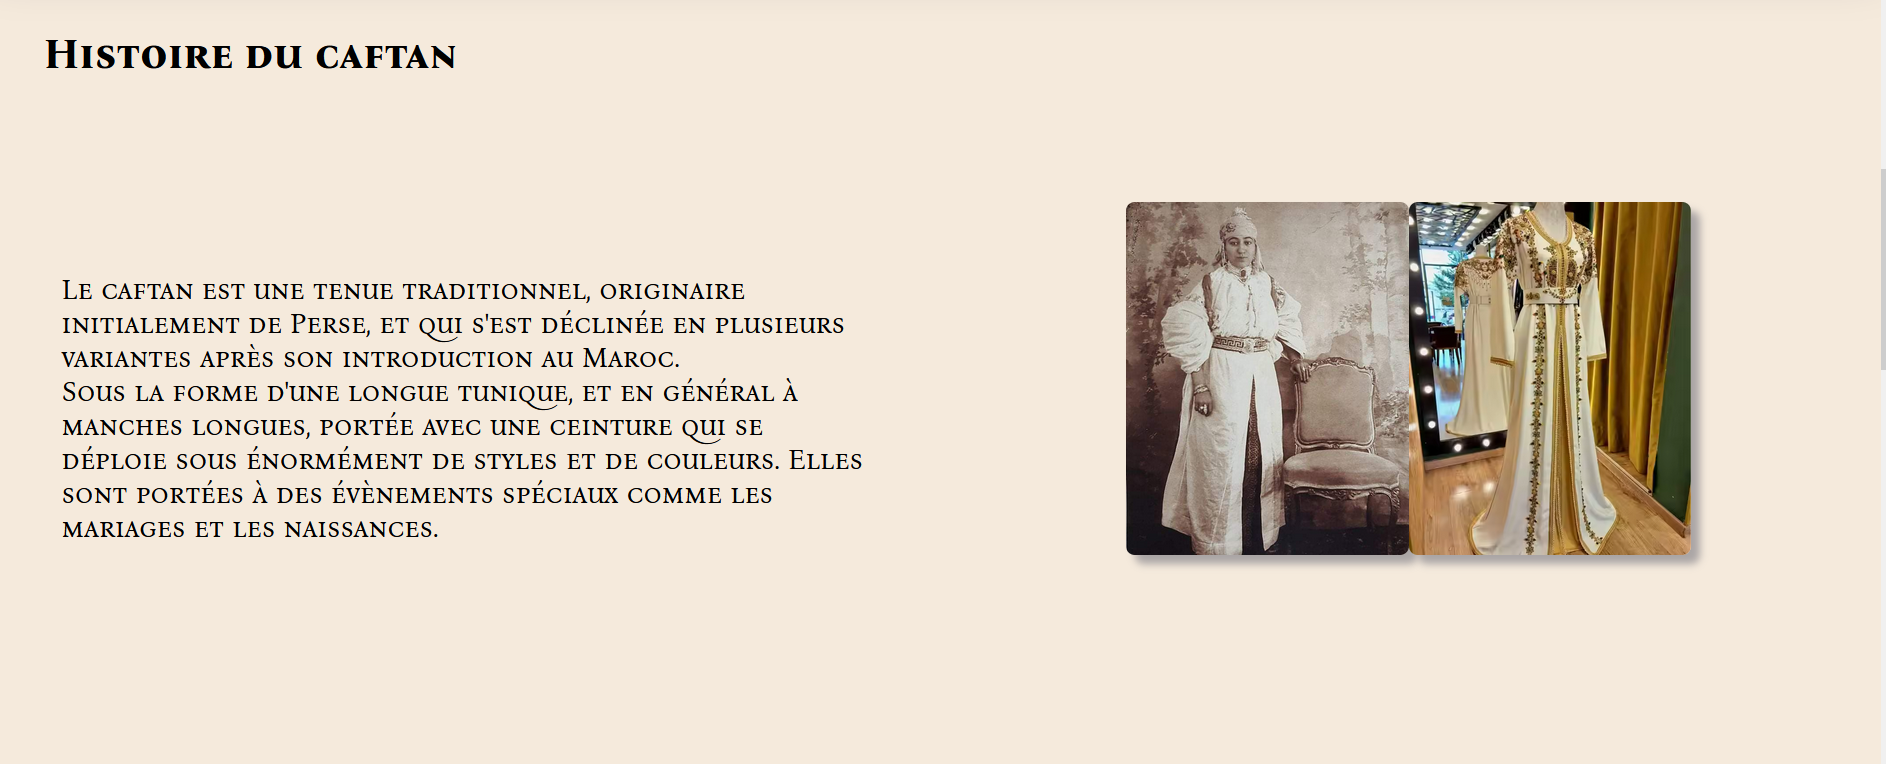 Histoire du caftan
Le caftan est une tenue traditionnel, originaire
initialement de Perse, et qui s'est déclinée en plusieurs
variantes après son introduction au Maroc.
Sous la forme d'une longue tunique, et en général à
manches longues, portée avec une ceinture qui se
déploie sous énormément de styles et de couleurs. Elles
sont portées à des évènements spéciaux comme les
mariages et les naissances.